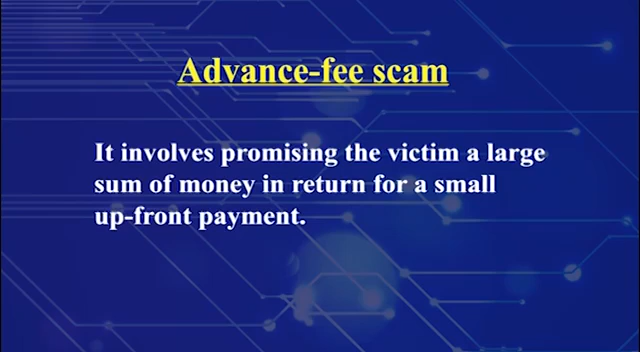 Advance-fee scam
It involves promising the victim a large
sum of money in return for a small
up-front payment.